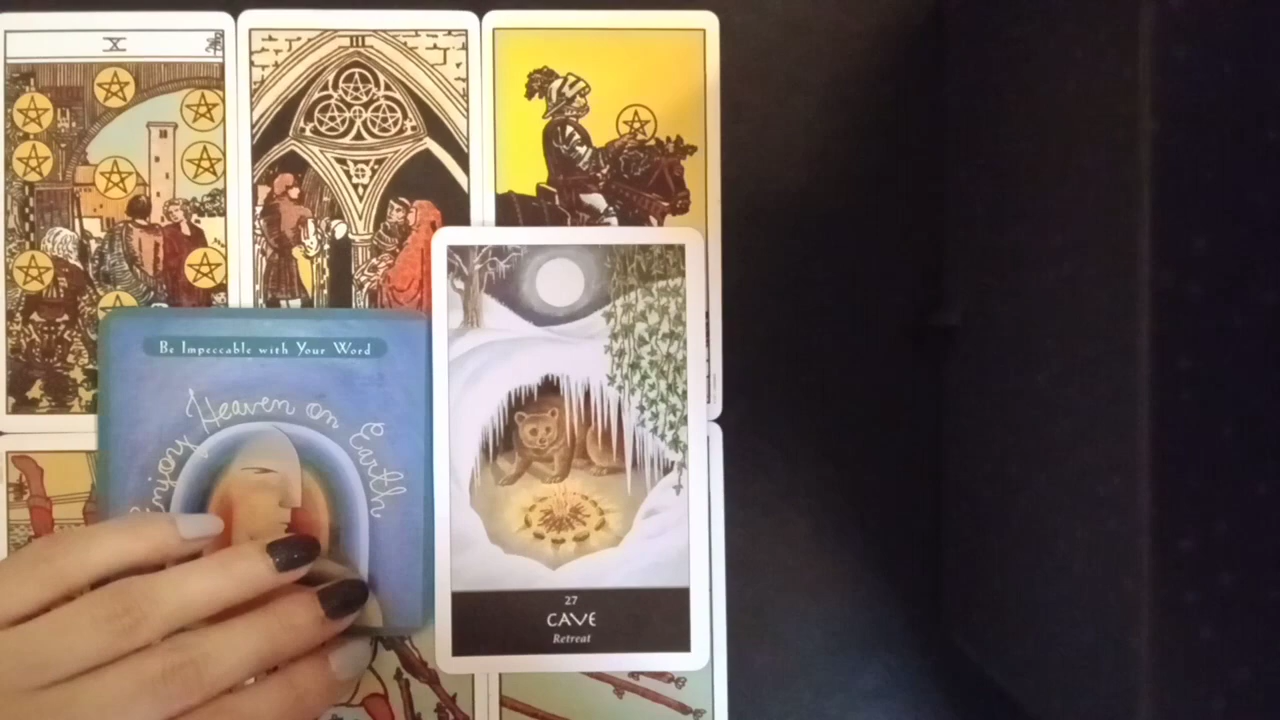 X
III
Be Impeccable with Your Word
Enjoy Heaven on Earth
27
CAVE
Retreat